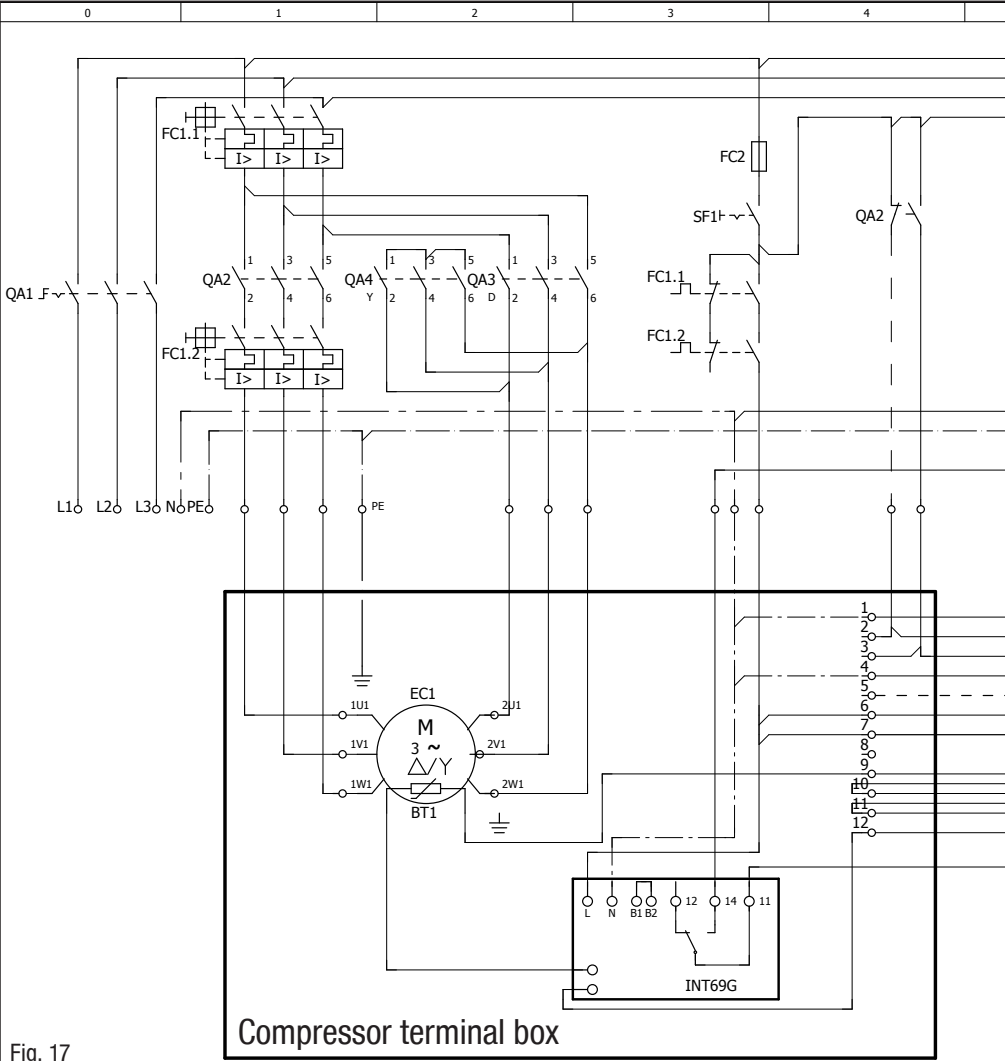 0 1 2 3 4
FC1.1
I> I> I>
FC2
SF1
QA2
QA1
QA2 1 3 5
2 4 6
QA4 1 3 5
Y 2 4 6
QA3 1 3 5
D 2 4 6
FC1.1
FC1.2
FC1.2
I> I> I>
L1 L2 L3 N PE PE
1
2
3
4
5
6
7
8
9
10
11
12
EC1
M
3 ~
△/Y
1U1 2U1
1V1 2V1
1W1 2W1
BT1
L N B1 B2 12 14 11
INT69G
Compressor terminal box
Fig. 17